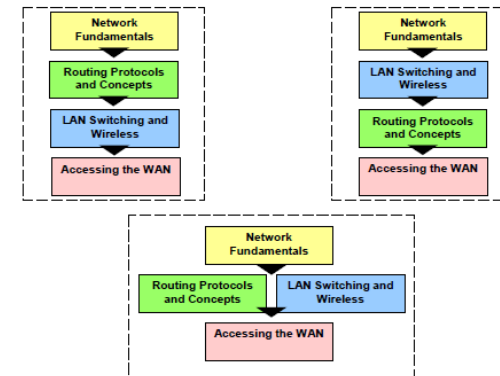 Network
Fundamentals
Routing Protocols
and Concepts
LAN Switching and
Wireless
Accessing the WAN
Network
Fundamentals
LAN Switching and
Wireless
Routing Protocols
and Concepts
Accessing the WAN
Network
Fundamentals
Routing Protocols
and Concepts
LAN Switching and
Wireless
Accessing the WAN